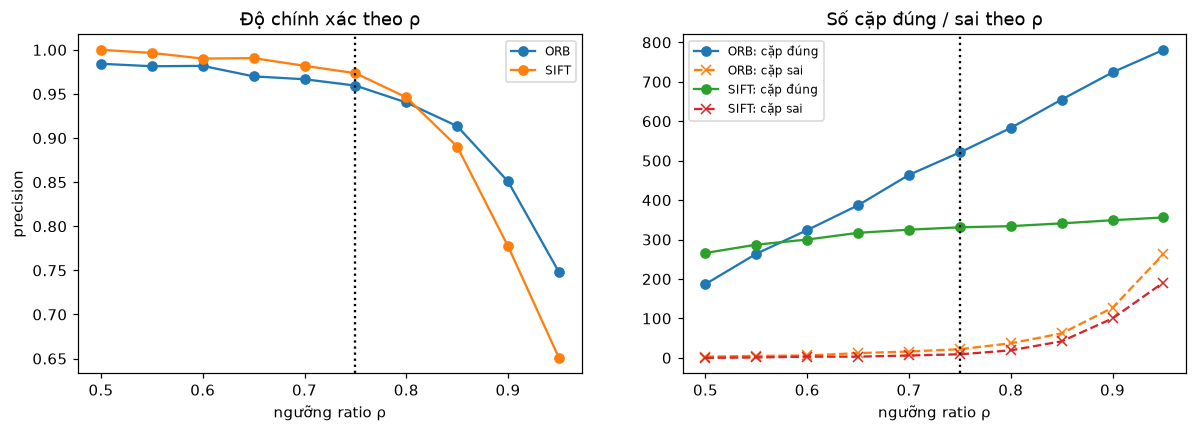 Độ chính xác theo ρ
1.00
0.95
0.90
0.85
0.80
0.75
0.70
0.65
precision
0.5 0.6 0.7 0.8 0.9
ngưỡng ratio ρ
ORB
SIFT
Số cặp đúng / sai theo ρ
800
700
600
500
400
300
200
100
0
0.5 0.6 0.7 0.8 0.9
ngưỡng ratio ρ
ORB: cặp đúng
ORB: cặp sai
SIFT: cặp đúng
SIFT: cặp sai